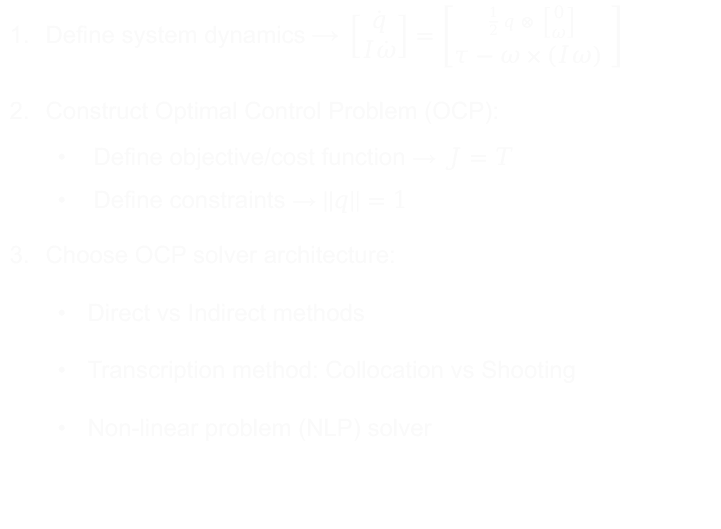 1. Define system dynamics → [q̇; I ω̇] = [½ q ⊗ [0; ω]; τ − ω × (I ω)]
2. Construct Optimal Control Problem (OCP):
• Define objective/cost function → J = T
• Define constraints → ||q|| = 1
3. Choose OCP solver architecture:
• Direct vs Indirect methods
• Transcription method: Collocation vs Shooting
• Non-linear problem (NLP) solver